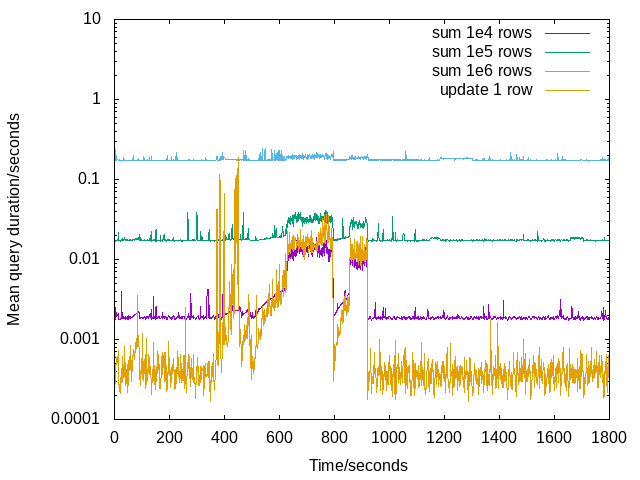 10
1
0.1
0.01
0.001
0.0001
Mean query duration/seconds
sum 1e4 rows
sum 1e5 rows
sum 1e6 rows
update 1 row
0 200 400 600 800 1000 1200 1400 1600 1800
Time/seconds